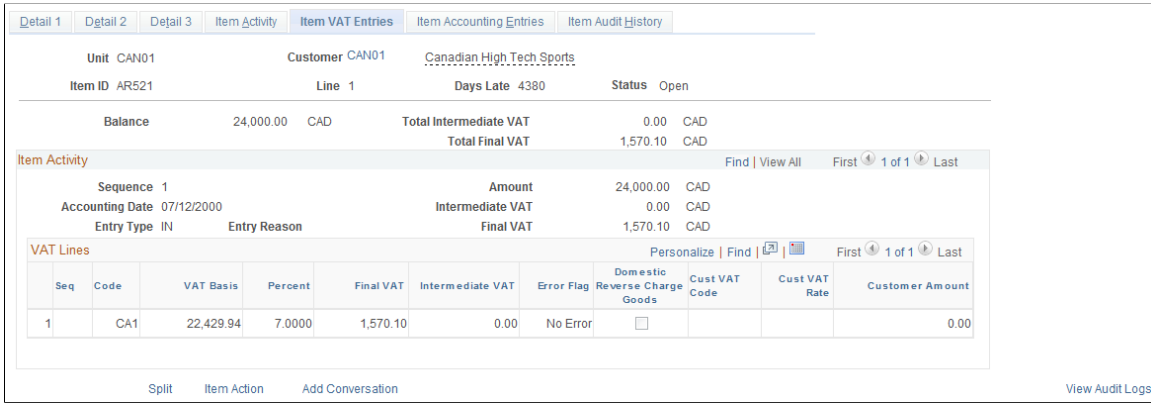 Detail 1 Detail 2 Detail 3 Item Activity Item VAT Entries Item Accounting Entries Item Audit History
Unit CAN01 Customer CAN01 Canadian High Tech Sports
Item ID AR521 Line 1 Days Late 4380 Status Open
Balance 24,000.00 CAD Total Intermediate VAT 0.00 CAD
Total Final VAT 1,570.10 CAD
Item Activity Find | View All First 1 of 1 Last
Sequence 1 Amount 24,000.00 CAD
Accounting Date 07/12/2000 Intermediate VAT 0.00 CAD
Entry Type IN Entry Reason Final VAT 1,570.10 CAD
VAT Lines Personalize | Find | | First 1 of 1 Last
Seq Code VAT Basis Percent Final VAT Intermediate VAT Error Flag Domestic Reverse Charge Goods Cust VAT Code Cust VAT Rate Customer Amount
1 CA1 22,429.94 7.0000 1,570.10 0.00 No Error 0.00
Split Item Action Add Conversation View Audit Logs